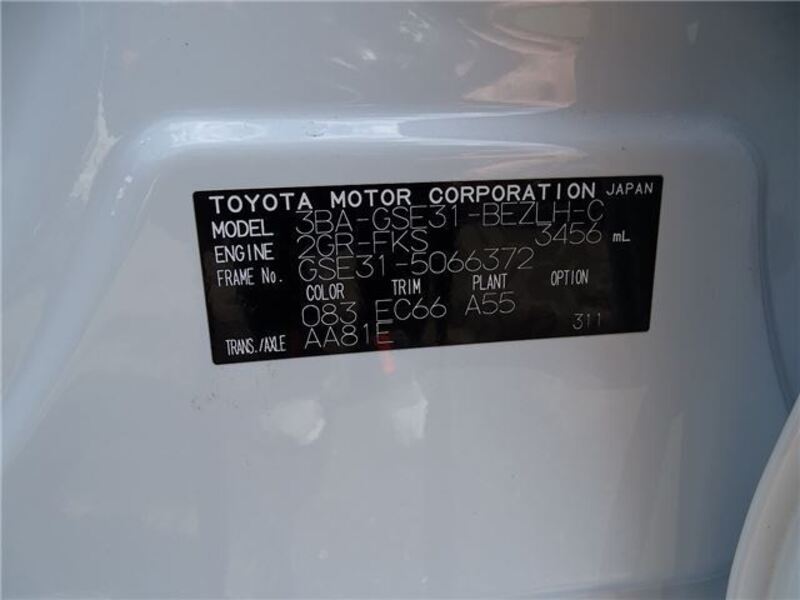 TOYOTA MOTOR CORPORATION JAPAN
MODEL 3BA-GSE31-BEZLH-C
ENGINE 2GR-FKS 3456 mL
FRAME No. GSE31-5066372
COLOR TRIM PLANT OPTION
083 EC66 A55
TRANS./AXLE AA81E 311